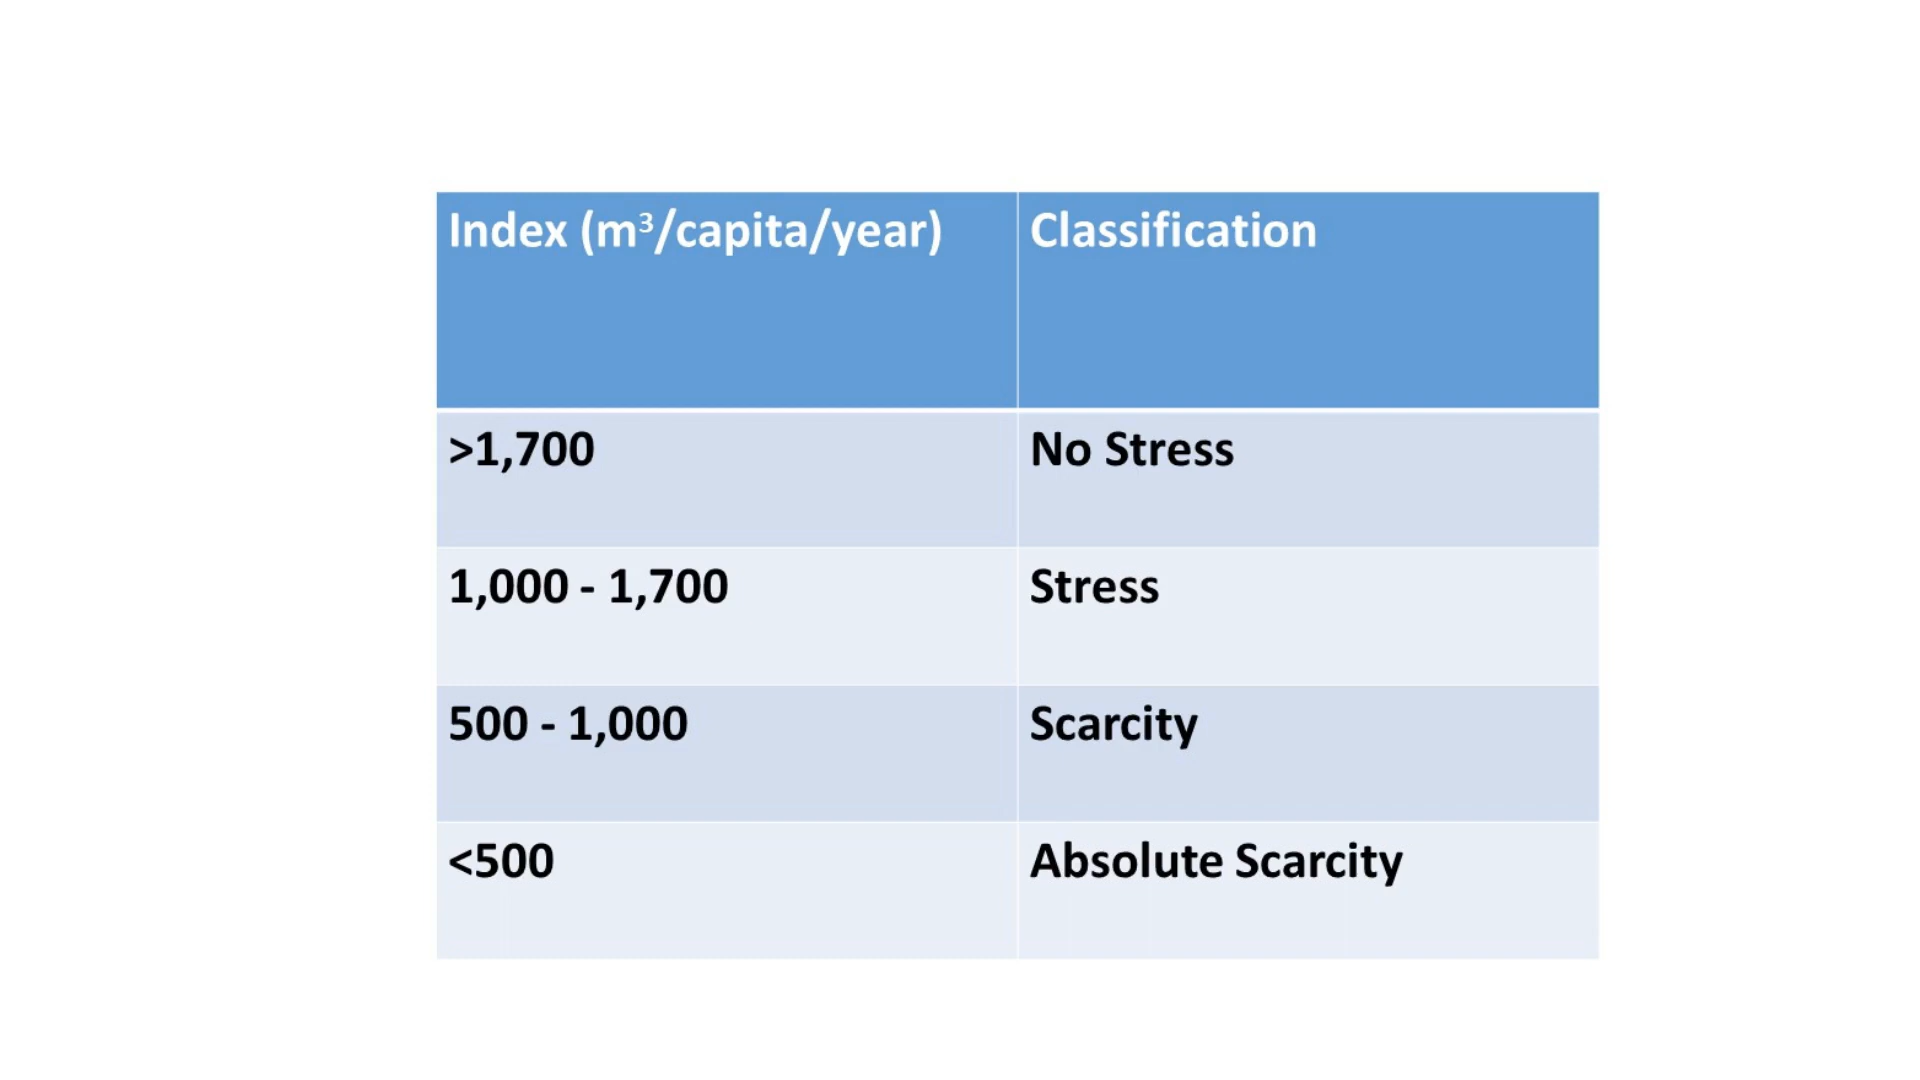 Index (m³/capita/year) Classification
>1,700 No Stress
1,000 - 1,700 Stress
500 - 1,000 Scarcity
<500 Absolute Scarcity